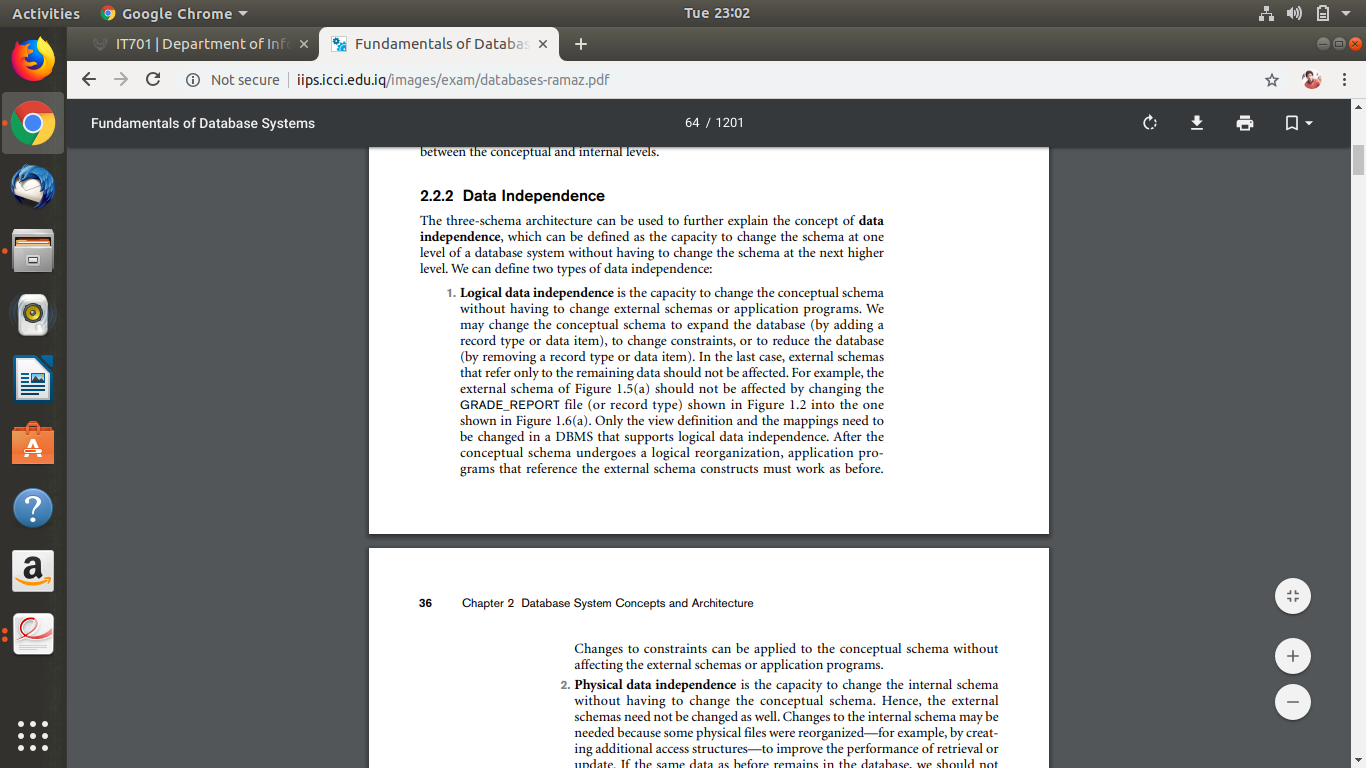 Activities
Google Chrome
Tue 23:02
IT701 | Department of Info
Fundamentals of Databas
Not secure
iips.icci.edu.iq/images/exam/databases-ramaz.pdf
Fundamentals of Database Systems
64 / 1201
between the conceptual and internal levels.
2.2.2 Data Independence
The three-schema architecture can be used to further explain the concept of data
independence, which can be defined as the capacity to change the schema at one
level of a database system without having to change the schema at the next higher
level. We can define two types of data independence:
1. Logical data independence is the capacity to change the conceptual schema
without having to change external schemas or application programs. We
may change the conceptual schema to expand the database (by adding a
record type or data item), to change constraints, or to reduce the database
(by removing a record type or data item). In the last case, external schemas
that refer only to the remaining data should not be affected. For example, the
external schema of Figure 1.5(a) should not be affected by changing the
GRADE_REPORT file (or record type) shown in Figure 1.2 into the one
shown in Figure 1.6(a). Only the view definition and the mappings need to
be changed in a DBMS that supports logical data independence. After the
conceptual schema undergoes a logical reorganization, application pro-
grams that reference the external schema constructs must work as before.
36 Chapter 2 Database System Concepts and Architecture
Changes to constraints can be applied to the conceptual schema without
affecting the external schemas or application programs.
2. Physical data independence is the capacity to change the internal schema
without having to change the conceptual schema. Hence, the external
schemas need not be changed as well. Changes to the internal schema may be
needed because some physical files were reorganized—for example, by creat-
ing additional access structures—to improve the performance of retrieval or
update. If the same data as before remains in the database, we should not